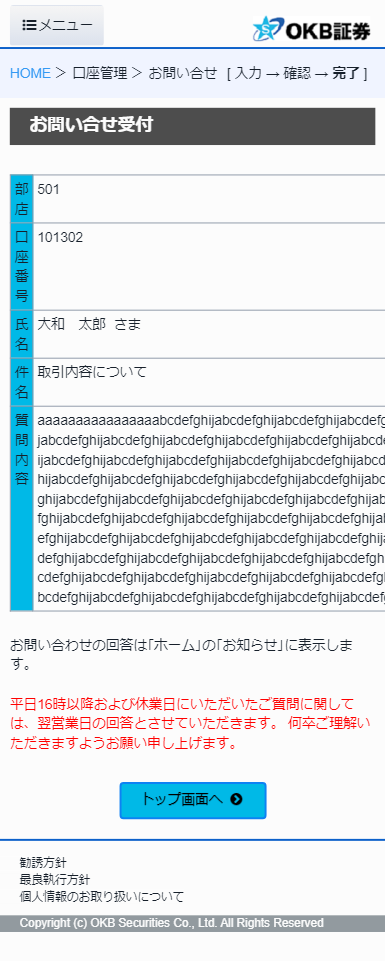 メニュー
OKB証券
HOME ＞ 口座管理 ＞ お問い合せ [ 入力 → 確認 → 完了 ]
お問い合せ受付
部店 501
口座番号 101302
氏名 大和　太郎 さま
件名 取引内容について
質問内容 aaaaaaaaaaaaaaaaabcdefghijabcdefghijabcdefghijabcdefg
jabcdefghijabcdefghijabcdefghijabcdefghijabcde
ijabcdefghijabcdefghijabcdefghijabcdefghijabcd
hijabcdefghijabcdefghijabcdefghijabcdefghijabc
ghijabcdefghijabcdefghijabcdefghijabcdefghijab
fghijabcdefghijabcdefghijabcdefghijabcdefghija
efghijabcdefghijabcdefghijabcdefghijabcdefghija
defghijabcdefghijabcdefghijabcdefghijabcdefgh
cdefghijabcdefghijabcdefghijabcdefghijabcdefg
bcdefghijabcdefghijabcdefghijabcdefghijabcdef
お問い合わせの回答は｢ホーム｣の｢お知らせ｣に表示しま
す。
平日16時以降および休業日にいただいたご質問に関して
は、翌営業日の回答とさせていただきます。 何卒ご理解い
ただきますようお願い申し上げます。
トップ画面へ
勧誘方針
最良執行方針
個人情報のお取り扱いについて
Copyright (c) OKB Securities Co., Ltd. All Rights Reserved